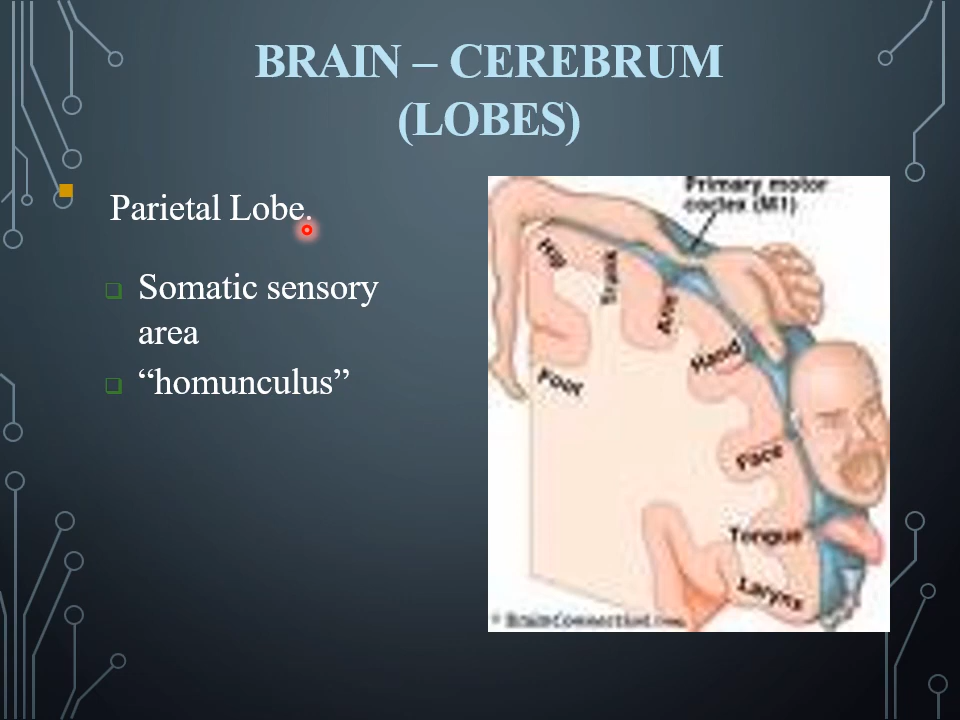 BRAIN – CEREBRUM
(LOBES)
Parietal Lobe.
Somatic sensory
area
“homunculus”
Primary motor
cortex (M1)
Hip
Trunk
Arm
Hand
Foot
Face
Tongue
Larynx
© BrainConnection.com